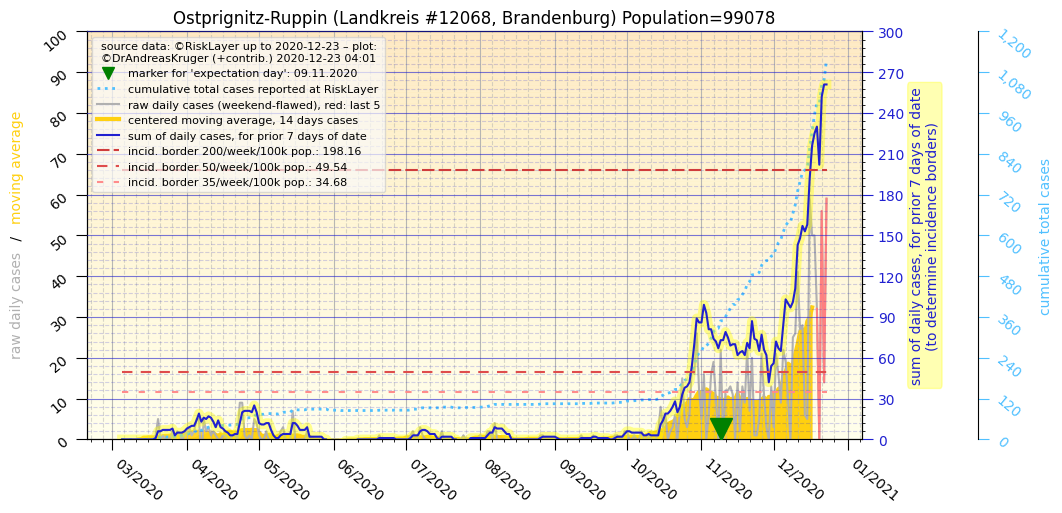 Ostprignitz-Ruppin (Landkreis #12068, Brandenburg) Population=99078
source data: ©RiskLayer up to 2020-12-23 – plot:
©DrAndreasKruger (+contrib.) 2020-12-23 04:01
marker for 'expectation day': 09.11.2020
cumulative total cases reported at RiskLayer
raw daily cases (weekend-flawed), red: last 5
centered moving average, 14 days cases
sum of daily cases, for prior 7 days of date
incid. border 200/week/100k pop.: 198.16
incid. border 50/week/100k pop.: 49.54
incid. border 35/week/100k pop.: 34.68
raw daily cases / moving average
100
90
80
70
60
50
40
30
20
10
0
03/2020
04/2020
05/2020
06/2020
07/2020
08/2020
09/2020
10/2020
11/2020
12/2020
01/2021
300
270
240
210
180
150
120
90
60
30
0
sum of daily cases, for prior 7 days of date
(to determine incidence borders)
1,200
1,080
960
840
720
600
480
360
240
120
0
cumulative total cases